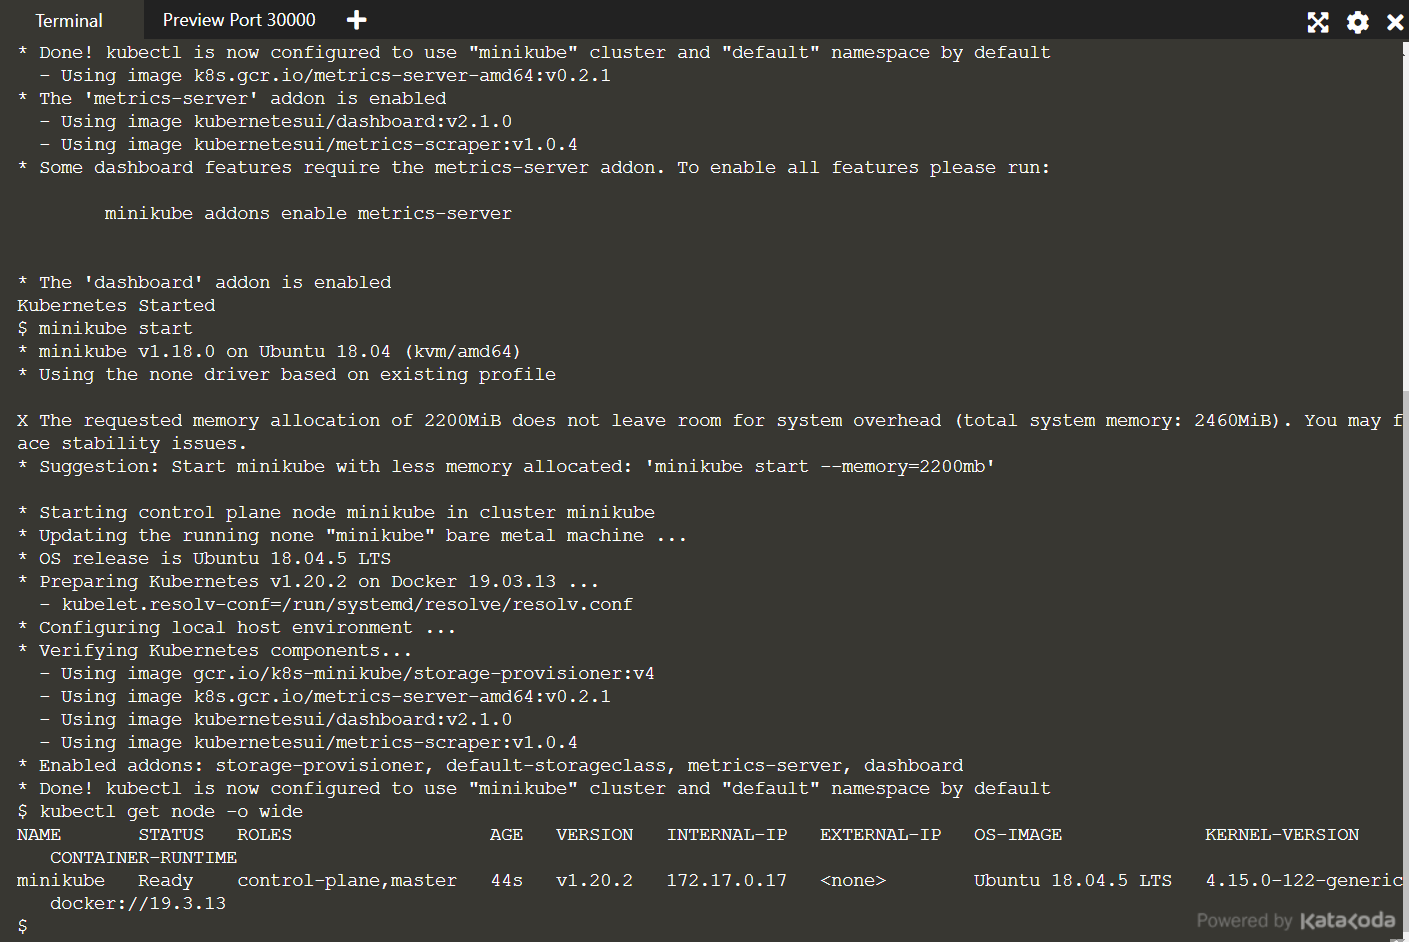 Terminal
Preview Port 30000
* Done! kubectl is now configured to use "minikube" cluster and "default" namespace by default
  - Using image k8s.gcr.io/metrics-server-amd64:v0.2.1
* The 'metrics-server' addon is enabled
  - Using image kubernetesui/dashboard:v2.1.0
  - Using image kubernetesui/metrics-scraper:v1.0.4
* Some dashboard features require the metrics-server addon. To enable all features please run:
        minikube addons enable metrics-server
* The 'dashboard' addon is enabled
Kubernetes Started
$ minikube start
* minikube v1.18.0 on Ubuntu 18.04 (kvm/amd64)
* Using the none driver based on existing profile
X The requested memory allocation of 2200MiB does not leave room for system overhead (total system memory: 2460MiB). You may f
ace stability issues.
* Suggestion: Start minikube with less memory allocated: 'minikube start --memory=2200mb'
* Starting control plane node minikube in cluster minikube
* Updating the running none "minikube" bare metal machine ...
* OS release is Ubuntu 18.04.5 LTS
* Preparing Kubernetes v1.20.2 on Docker 19.03.13 ...
  - kubelet.resolv-conf=/run/systemd/resolve/resolv.conf
* Configuring local host environment ...
* Verifying Kubernetes components...
  - Using image gcr.io/k8s-minikube/storage-provisioner:v4
  - Using image k8s.gcr.io/metrics-server-amd64:v0.2.1
  - Using image kubernetesui/dashboard:v2.1.0
  - Using image kubernetesui/metrics-scraper:v1.0.4
* Enabled addons: storage-provisioner, default-storageclass, metrics-server, dashboard
* Done! kubectl is now configured to use "minikube" cluster and "default" namespace by default
$ kubectl get node -o wide
NAME       STATUS   ROLES                  AGE   VERSION   INTERNAL-IP   EXTERNAL-IP   OS-IMAGE             KERNEL-VERSION
   CONTAINER-RUNTIME
minikube   Ready    control-plane,master   44s   v1.20.2   172.17.0.17   <none>        Ubuntu 18.04.5 LTS   4.15.0-122-generic
   docker://19.3.13
$
Powered by Katacoda